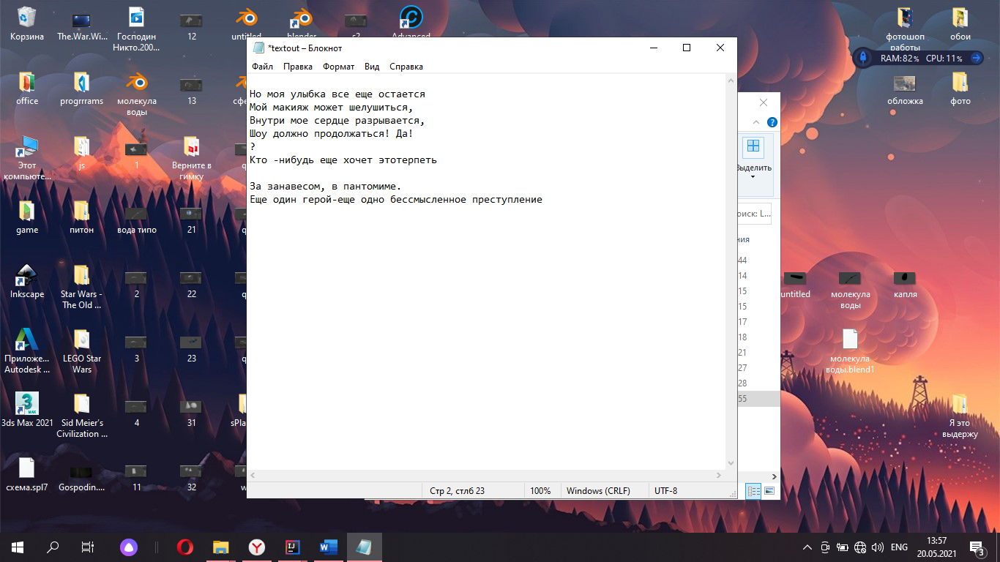 Корзина
The.War.Wi...
Господин Никто.200...
12
untitled
blender
s2
Advanced
фотошоп работы
обои
RAM: 82% CPU: 11%
office
progrrrams
молекула воды
13
сфе
обложка
фото
Этот компьюте...
js
1
Верните в гимку
q
game
питон
вода типо
21
q
Inkscape
Star Wars - The Old ...
2
22
q
Приложе... Autodesk ...
LEGO Star Wars
3
23
q
3ds Max 2021
Sid Meier's Civilization ...
4
31
sPla
схема.spl7
Gospodin....
11
32
w
*textout – Блокнот
Файл Правка Формат Вид Справка
Но моя улыбка все еще остается
Мой макияж может шелушиться,
Внутри мое сердце разрывается,
Шоу должно продолжаться! Да!
?
Кто -нибудь еще хочет этотерпеть
За занавесом, в пантомиме.
Еще один герой-еще одно бессмысленное преступление
Стр 2, стлб 23
100%
Windows (CRLF)
UTF-8
Выделить
оиск: L...
ния
44
14
15
15
17
18
21
27
28
55
untitled
молекула воды
капля
молекула воды.blend1
Я это выдержу
ENG
13:57
20.05.2021
3